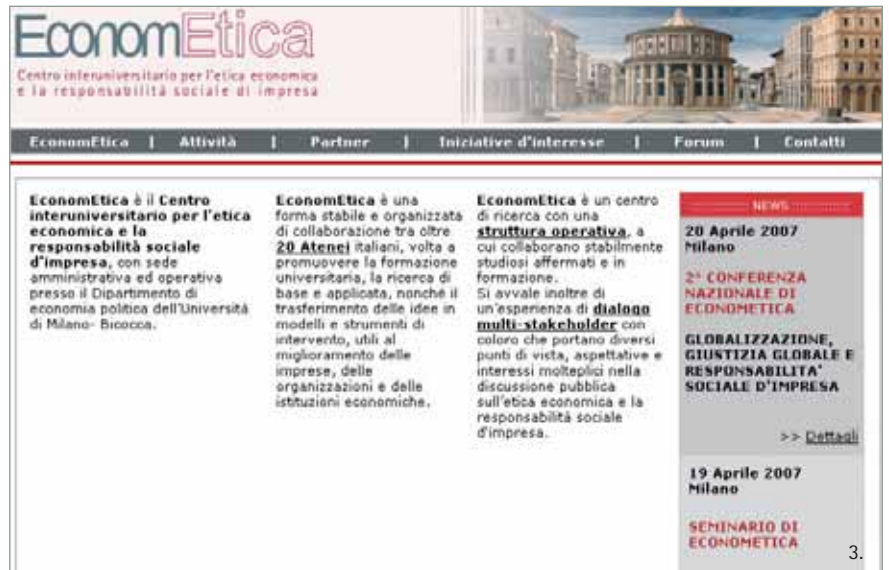 EconomEtica
Centro interuniversitario per l'etica economica
e la responsabilità sociale di impresa
EconomEtica | Attività | Partner | Iniziative d'interesse | Forum | Contatti
EconomEtica è il Centro
interuniversitario per l'etica
economica e la
responsabilità sociale
d'impresa, con sede
amministrativa ed operativa
presso il Dipartimento di
economia politica dell'Università
di Milano- Bicocca.
EconomEtica è una
forma stabile e organizzata
di collaborazione tra oltre
20 Atenei italiani, volta a
promuovere la formazione
universitaria, la ricerca di
base e applicata, nonché il
trasferimento delle idee in
modelli e strumenti di
intervento, utili al
miglioramento delle
imprese, delle
organizzazioni e delle
istituzioni economiche.
EconomEtica è un centro
di ricerca con una
struttura operativa, a
cui collaborano stabilmente
studiosi affermati e in
formazione.
Si avvale inoltre di
un'esperienza di dialogo
multi-stakeholder con
coloro che portano diversi
punti di vista, aspettative e
interessi molteplici nella
discussione pubblica
sull'etica economica e la
responsabilità sociale
d'impresa.
NEWS
20 Aprile 2007
Milano
2ª CONFERENZA
NAZIONALE DI
ECONOMETICA
GLOBALIZZAZIONE,
GIUSTIZIA GLOBALE E
RESPONSABILITA'
SOCIALE D'IMPRESA
>> Dettagli
19 Aprile 2007
Milano
SEMINARIO DI
ECONOMETICA
3.